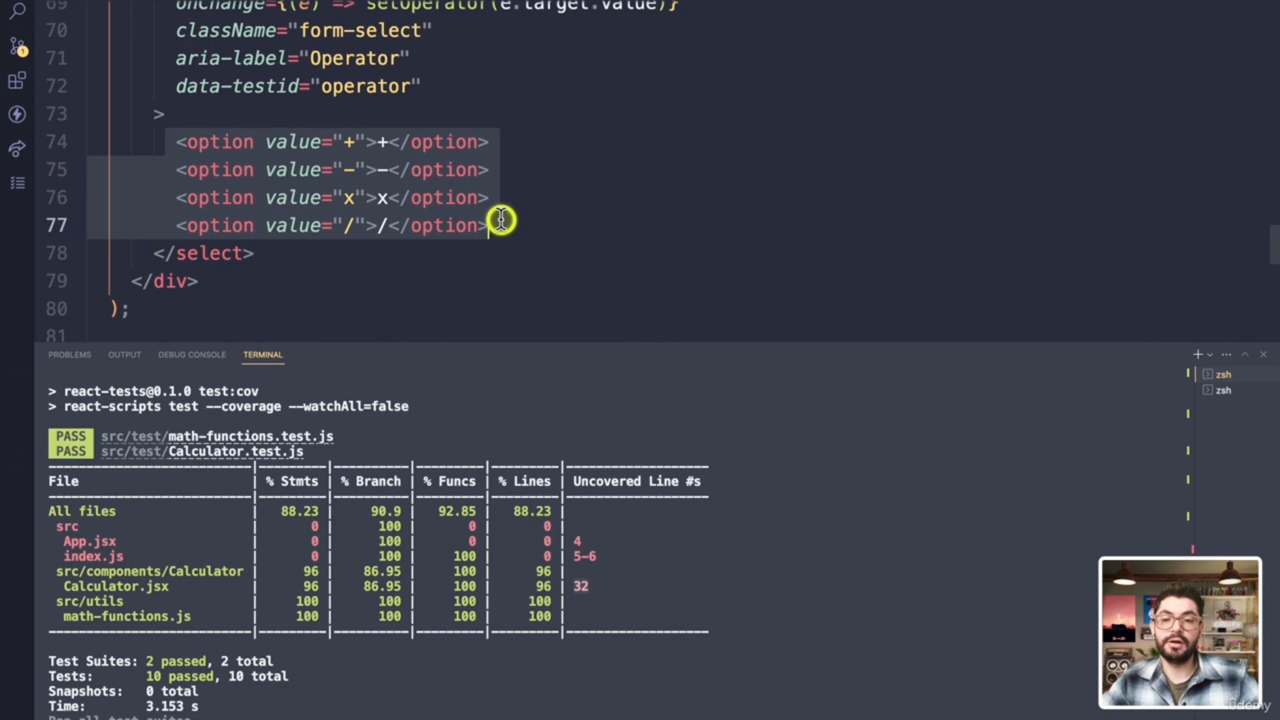 69 onChange={(e) => setOperator(e.target.value)}
70 className="form-select"
71 aria-label="Operator"
72 data-testid="operator"
73 >
74 <option value="+">+</option>
75 <option value="-">-</option>
76 <option value="x">x</option>
77 <option value="/">/</option>
78 </select>
79 </div>
80 );
81
PROBLEMS OUTPUT DEBUG CONSOLE TERMINAL
zsh
zsh
> react-tests@0.1.0 test:cov
> react-scripts test --coverage --watchAll=false
PASS src/test/math-functions.test.js
PASS src/test/Calculator.test.js
File | % Stmts | % Branch | % Funcs | % Lines | Uncovered Line #s
All files | 88.23 | 90.9 | 92.85 | 88.23 |
src | 0 | 100 | 0 | 0 |
App.jsx | 0 | 100 | 0 | 0 | 4
index.js | 0 | 100 | 100 | 0 | 5-6
src/components/Calculator | 96 | 86.95 | 100 | 96 |
Calculator.jsx | 96 | 86.95 | 100 | 96 | 32
src/utils | 100 | 100 | 100 | 100 |
math-functions.js | 100 | 100 | 100 | 100 |
Test Suites: 2 passed, 2 total
Tests: 10 passed, 10 total
Snapshots: 0 total
Time: 3.153 s
Ran all test suites.
udemy